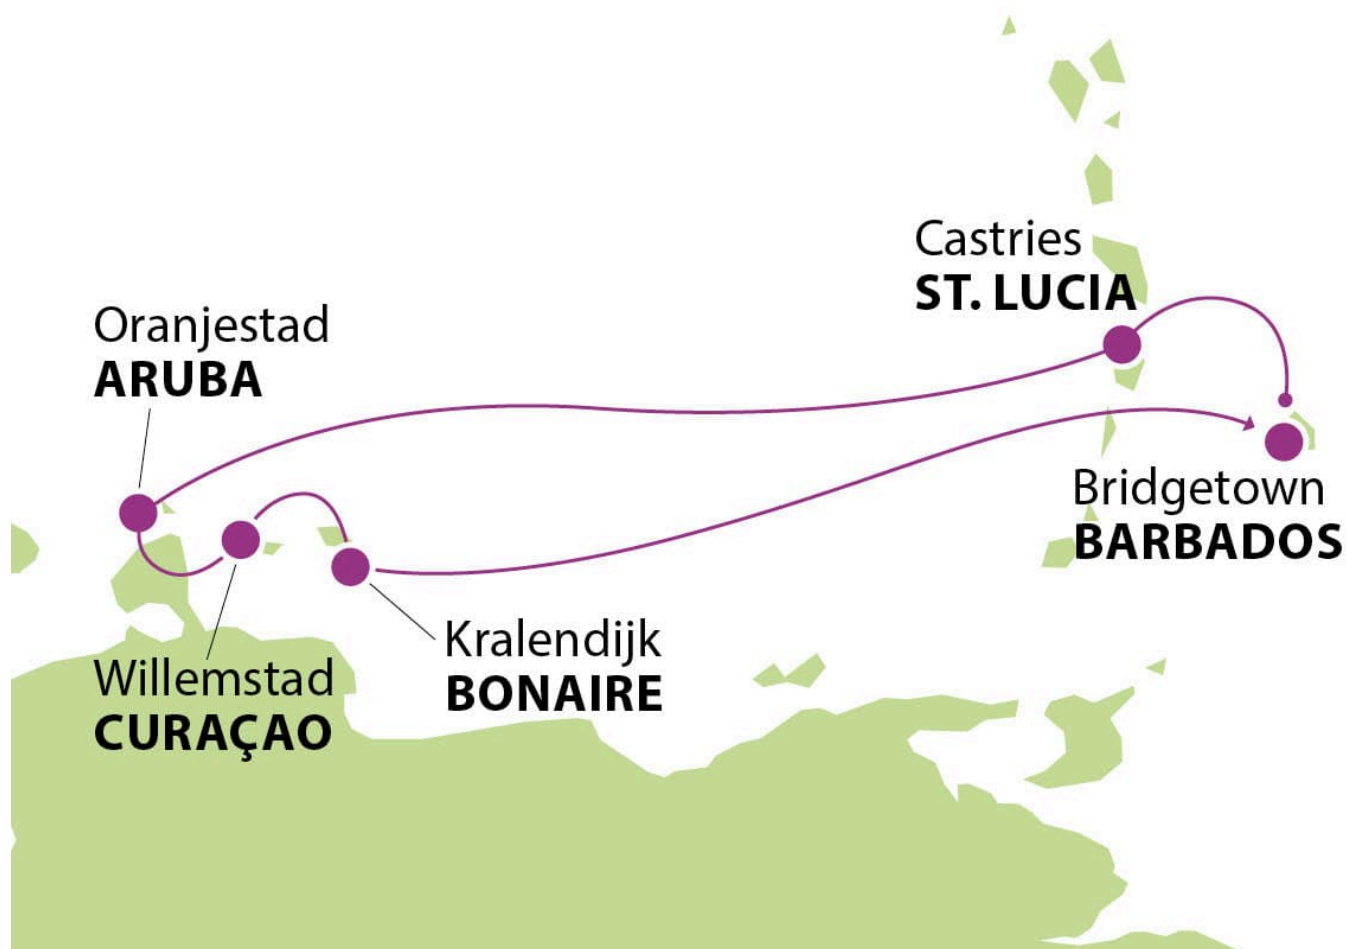 Castries
ST. LUCIA
Oranjestad
ARUBA
Bridgetown
BARBADOS
Kralendijk
BONAIRE
Willemstad
CURAÇAO